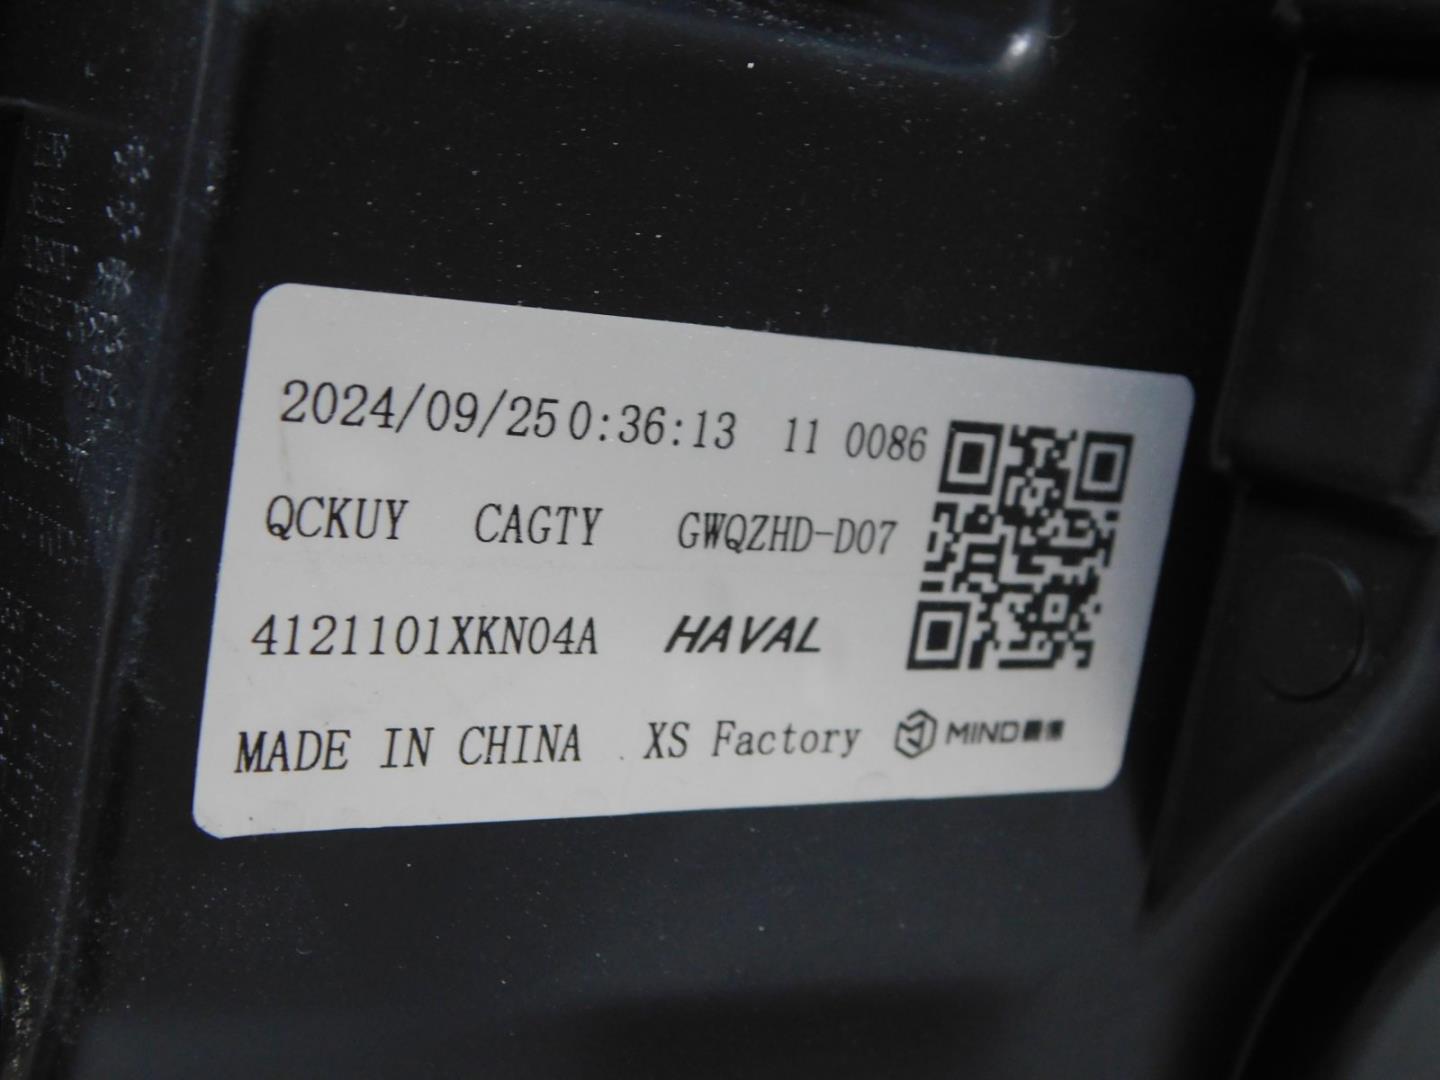 2024/09/25 0:36:13 11 0086
QCKUY CAGTY GWQZHD-D07
4121101XKN04A HAVAL
MADE IN CHINA XS Factory MIND